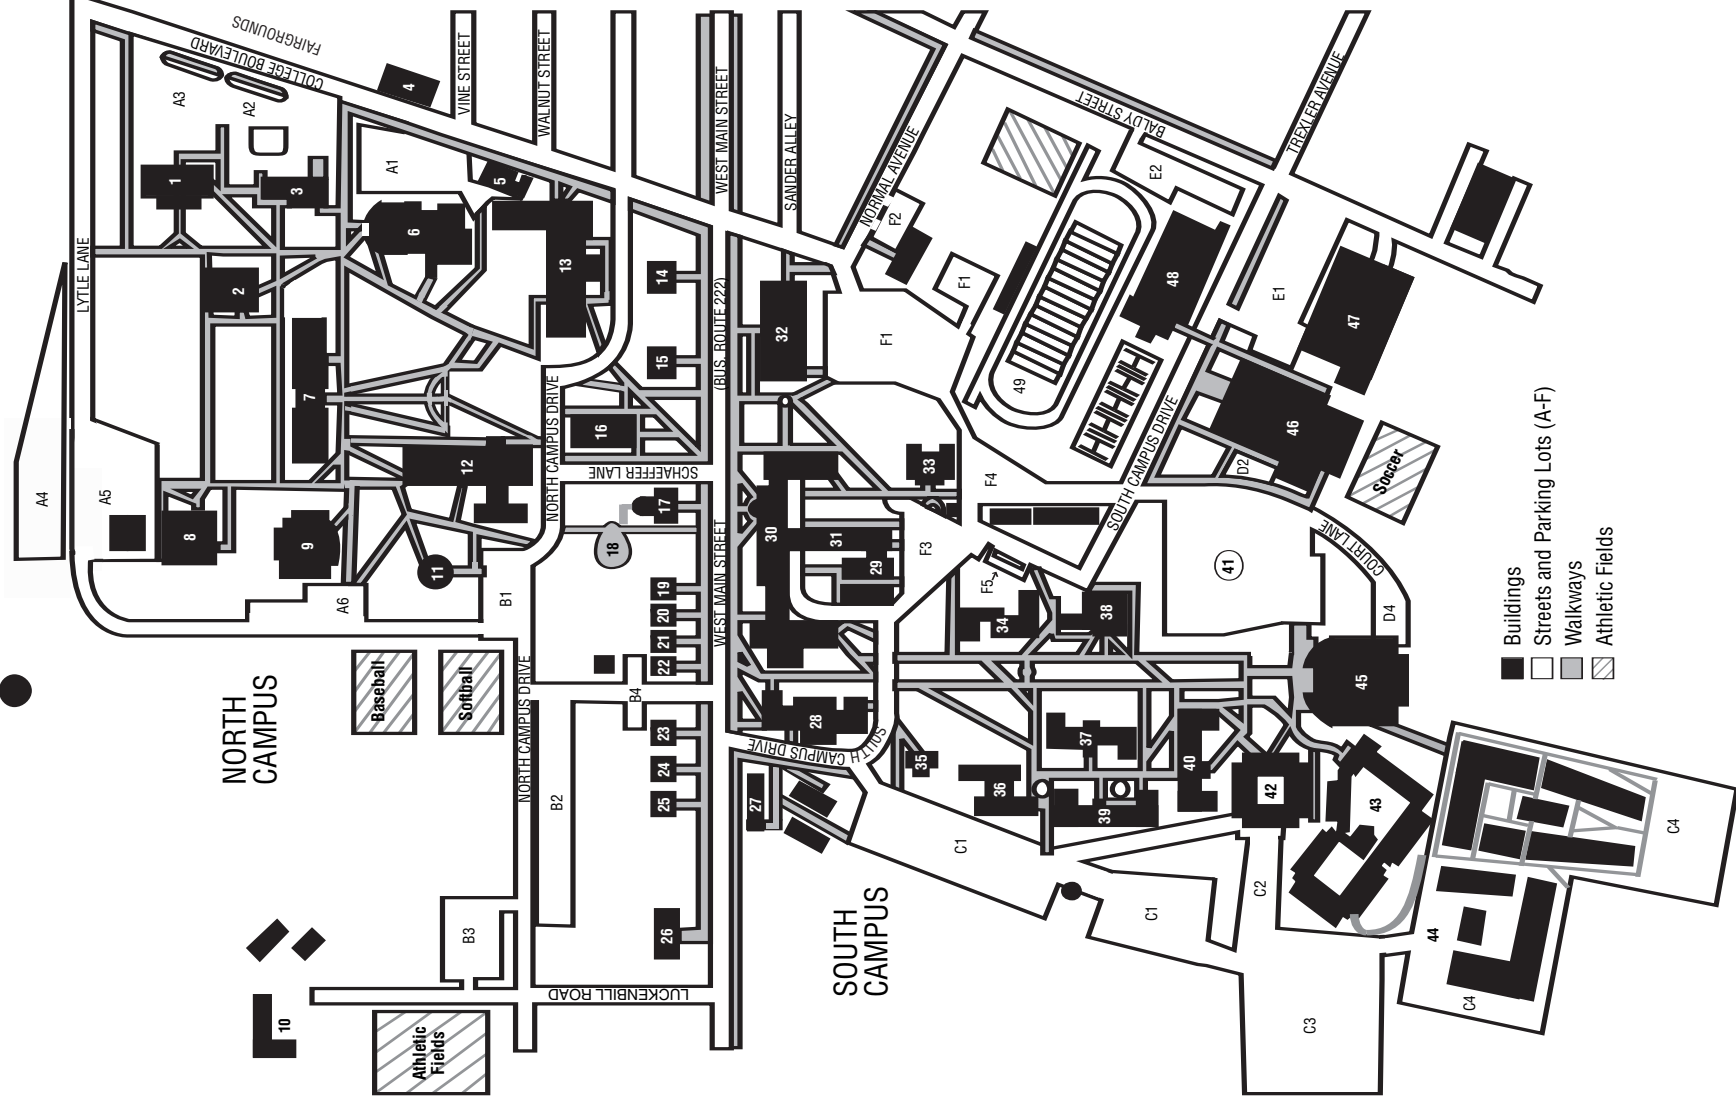 FAIRGROUNDS
COLLEGE BOULEVARD
A3
A2
4
VINE STREET
WALNUT STREET
WEST MAIN STREET
SANDER ALLEY
NORMAL AVENUE
BALDY STREET
TREXLER AVENUE
1
3
A1
5
F2
E2
LYTLE LANE
2
6
13
14
(BUS. ROUTE 222)
32
F1
F1
48
E1
47
7
15
49
NORTH CAMPUS DRIVE
16
SCHAEFFER LANE
12
17
33
F4
SOUTH CAMPUS DRIVE
D2
46
Soccer
A4
A5
8
9
11
18
WEST MAIN STREET
30
31
29
F3
F5
41
COURT LANE
D4
A6
B1
19
20
21
22
34
38
Baseball
Softball
NORTH
CAMPUS
NORTH CAMPUS DRIVE
B4
23
24
25
B2
28
SOUTH CAMPUS DRIVE
27
35
36
37
39
40
42
45
43
C1
C1
C2
C4
B3
26
SOUTH
CAMPUS
LUCKENBILL ROAD
10
Athletic
Fields
44
C4
C3
Buildings
Streets and Parking Lots (A-F)
Walkways
Athletic Fields